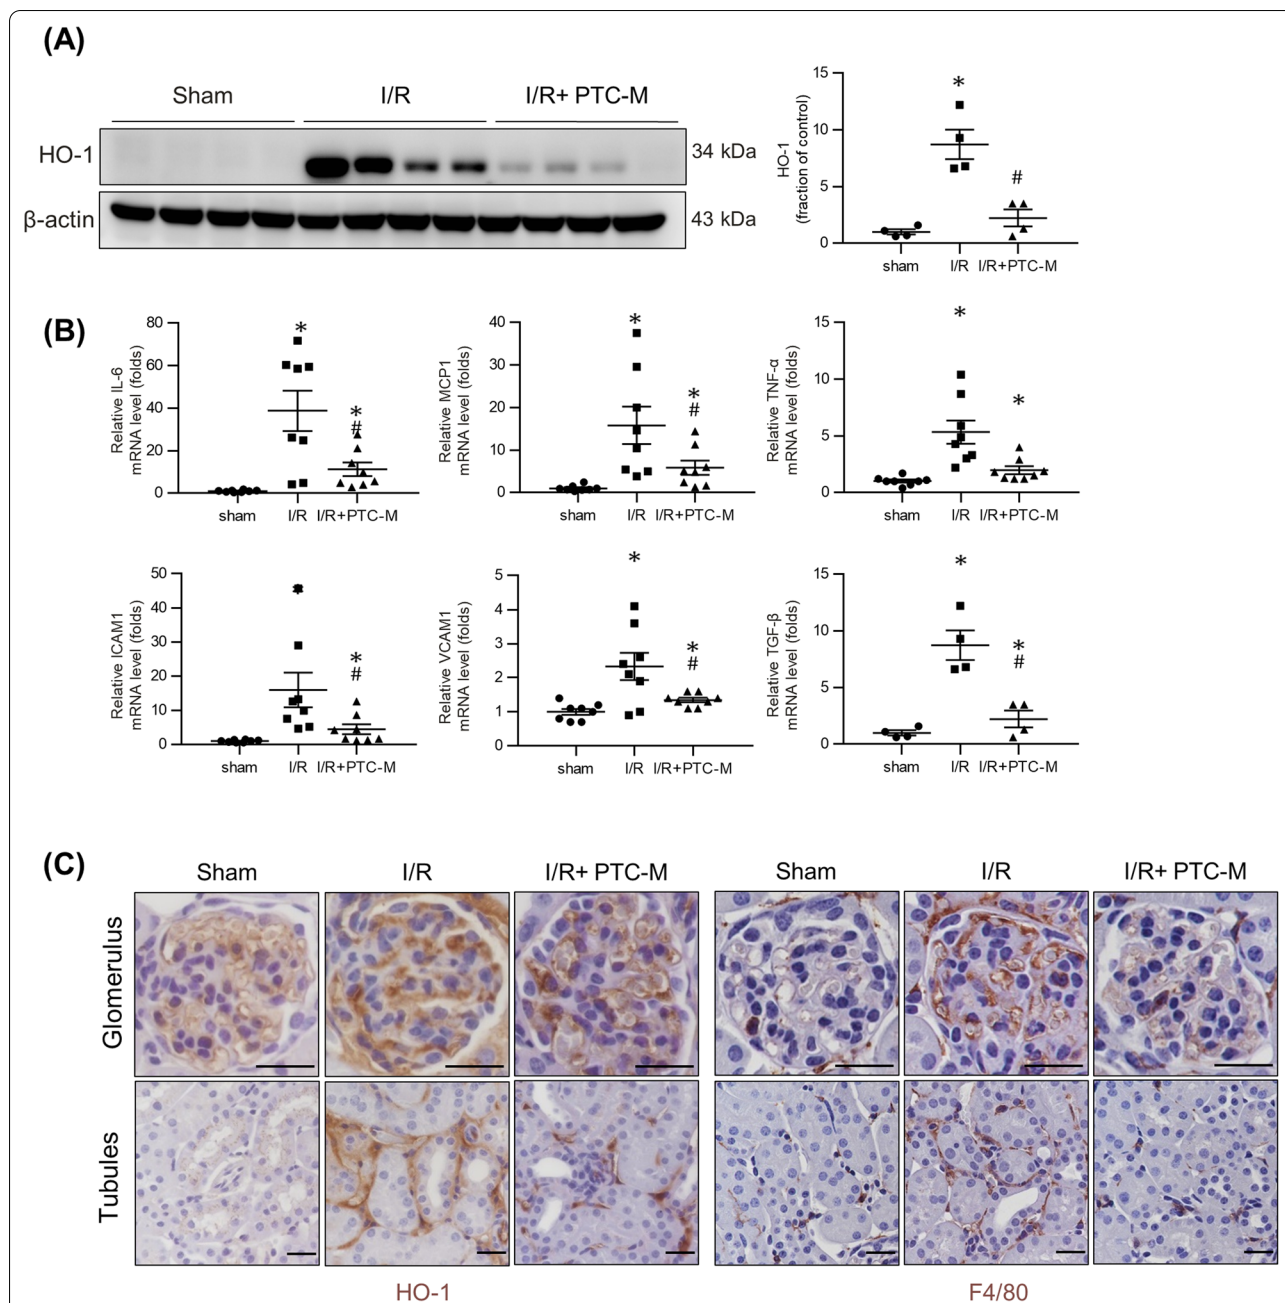 (A)
Sham I/R I/R+ PTC-M
HO-1 34 kDa
β-actin 43 kDa
HO-1
(fraction of control)
15
10
5
0
*
#
sham I/R I/R+PTC-M
(B)
Relative IL-6
mRNA level (folds)
80
60
40
20
0
*
*
#
sham I/R I/R+PTC-M
Relative MCP1
mRNA level (folds)
40
30
20
10
0
*
*
#
sham I/R I/R+PTC-M
Relative TNF-α
mRNA level (folds)
15
10
5
0
*
*
sham I/R I/R+PTC-M
Relative ICAM1
mRNA level (folds)
50
40
30
20
10
0
*
*
#
sham I/R I/R+PTC-M
Relative VCAM1
mRNA level (folds)
5
4
3
2
1
0
*
*
#
sham I/R I/R+PTC-M
Relative TGF-β
mRNA level (folds)
15
10
5
0
*
*
#
sham I/R I/R+PTC-M
(C)
Sham I/R I/R+ PTC-M Sham I/R I/R+ PTC-M
Glomerulus
Tubules
HO-1 F4/80